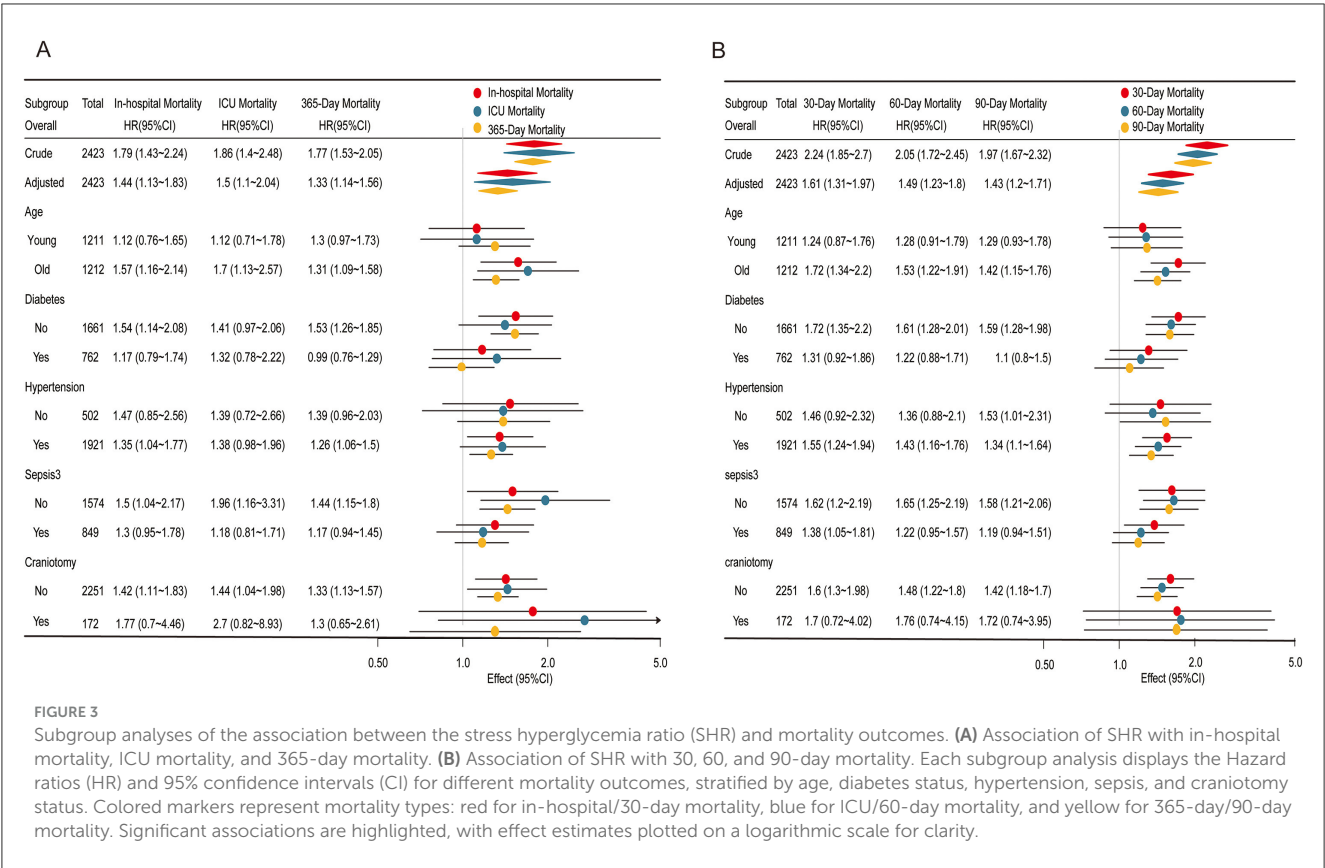 A
In-hospital Mortality
ICU Mortality
365-Day Mortality
Subgroup Total In-hospital Mortality ICU Mortality 365-Day Mortality
Overall HR(95%CI) HR(95%CI) HR(95%CI)
Crude 2423 1.79 (1.43~2.24) 1.86 (1.4~2.48) 1.77 (1.53~2.05)
Adjusted 2423 1.44 (1.13~1.83) 1.5 (1.1~2.04) 1.33 (1.14~1.56)
Age
Young 1211 1.12 (0.76~1.65) 1.12 (0.71~1.78) 1.3 (0.97~1.73)
Old 1212 1.57 (1.16~2.14) 1.7 (1.13~2.57) 1.31 (1.09~1.58)
Diabetes
No 1661 1.54 (1.14~2.08) 1.41 (0.97~2.06) 1.53 (1.26~1.85)
Yes 762 1.17 (0.79~1.74) 1.32 (0.78~2.22) 0.99 (0.76~1.29)
Hypertension
No 502 1.47 (0.85~2.56) 1.39 (0.72~2.66) 1.39 (0.96~2.03)
Yes 1921 1.35 (1.04~1.77) 1.38 (0.98~1.96) 1.26 (1.06~1.5)
Sepsis3
No 1574 1.5 (1.04~2.17) 1.96 (1.16~3.31) 1.44 (1.15~1.8)
Yes 849 1.3 (0.95~1.78) 1.18 (0.81~1.71) 1.17 (0.94~1.45)
Craniotomy
No 2251 1.42 (1.11~1.83) 1.44 (1.04~1.98) 1.33 (1.13~1.57)
Yes 172 1.77 (0.7~4.46) 2.7 (0.82~8.93) 1.3 (0.65~2.61)
0.50 1.0 2.0 5.0
Effect (95%CI)
B
30-Day Mortality
60-Day Mortality
90-Day Mortality
Subgroup Total 30-Day Mortality 60-Day Mortality 90-Day Mortality
Overall HR(95%CI) HR(95%CI) HR(95%CI)
Crude 2423 2.24 (1.85~2.7) 2.05 (1.72~2.45) 1.97 (1.67~2.32)
Adjusted 2423 1.61 (1.31~1.97) 1.49 (1.23~1.8) 1.43 (1.2~1.71)
Age
Young 1211 1.24 (0.87~1.76) 1.28 (0.91~1.79) 1.29 (0.93~1.78)
Old 1212 1.72 (1.34~2.2) 1.53 (1.22~1.91) 1.42 (1.15~1.76)
Diabetes
No 1661 1.72 (1.35~2.2) 1.61 (1.28~2.01) 1.59 (1.28~1.98)
Yes 762 1.31 (0.92~1.86) 1.22 (0.88~1.71) 1.1 (0.8~1.5)
Hypertension
No 502 1.46 (0.92~2.32) 1.36 (0.88~2.1) 1.53 (1.01~2.31)
Yes 1921 1.55 (1.24~1.94) 1.43 (1.16~1.76) 1.34 (1.1~1.64)
sepsis3
No 1574 1.62 (1.2~2.19) 1.65 (1.25~2.19) 1.58 (1.21~2.06)
Yes 849 1.38 (1.05~1.81) 1.22 (0.95~1.57) 1.19 (0.94~1.51)
craniotomy
No 2251 1.6 (1.3~1.98) 1.48 (1.22~1.8) 1.42 (1.18~1.7)
Yes 172 1.7 (0.72~4.02) 1.76 (0.74~4.15) 1.72 (0.74~3.95)
0.50 1.0 2.0 5.0
Effect (95%CI)
FIGURE 3
Subgroup analyses of the association between the stress hyperglycemia ratio (SHR) and mortality outcomes. (A) Association of SHR with in-hospital
mortality, ICU mortality, and 365-day mortality. (B) Association of SHR with 30, 60, and 90-day mortality. Each subgroup analysis displays the Hazard
ratios (HR) and 95% confidence intervals (CI) for different mortality outcomes, stratified by age, diabetes status, hypertension, sepsis, and craniotomy
status. Colored markers represent mortality types: red for in-hospital/30-day mortality, blue for ICU/60-day mortality, and yellow for 365-day/90-day
mortality. Significant associations are highlighted, with effect estimates plotted on a logarithmic scale for clarity.